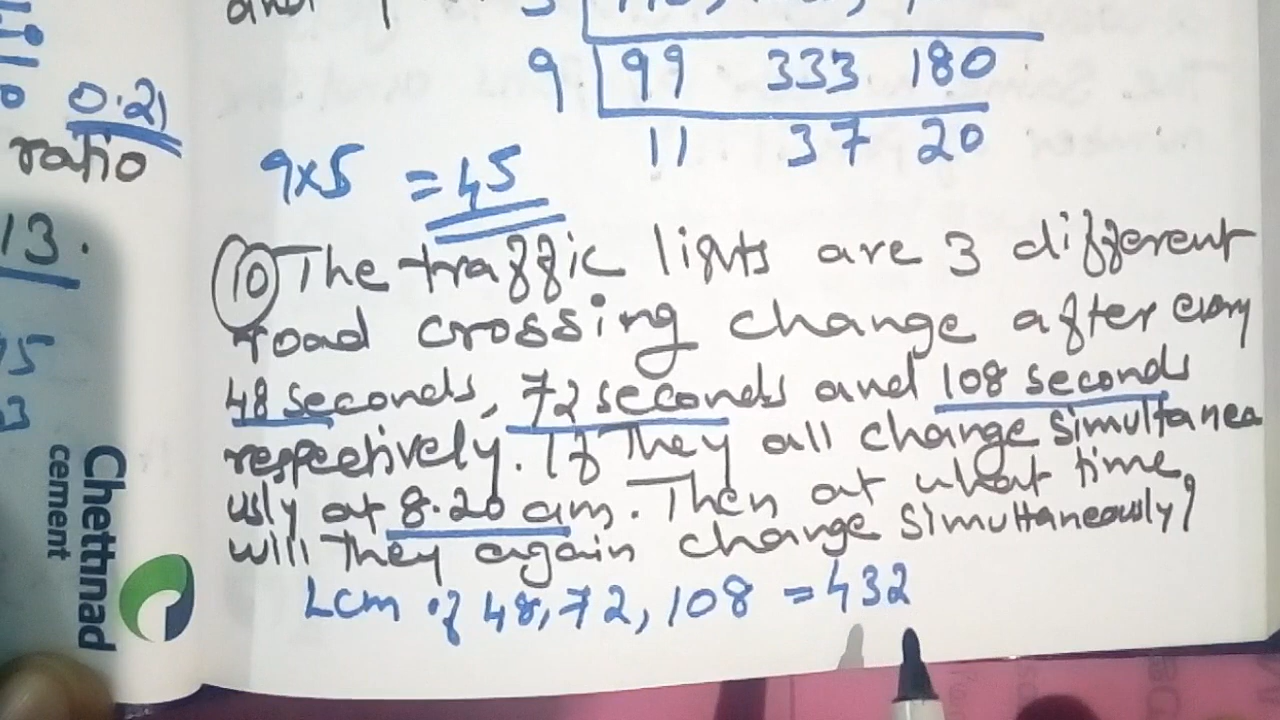 0.21
ratio
13.
9 99 333 180
11 37 20
9x5 = 45
10 The traffic lights are 3 different
road crossing change after every
48 seconds, 72 seconds and 108 seconds
respectively. If They all change simultanea
usly at 8.20 am. Then at what time
will They again change simultaneously?
Lcm of 48, 72, 108 = 432
Chettinad
cement